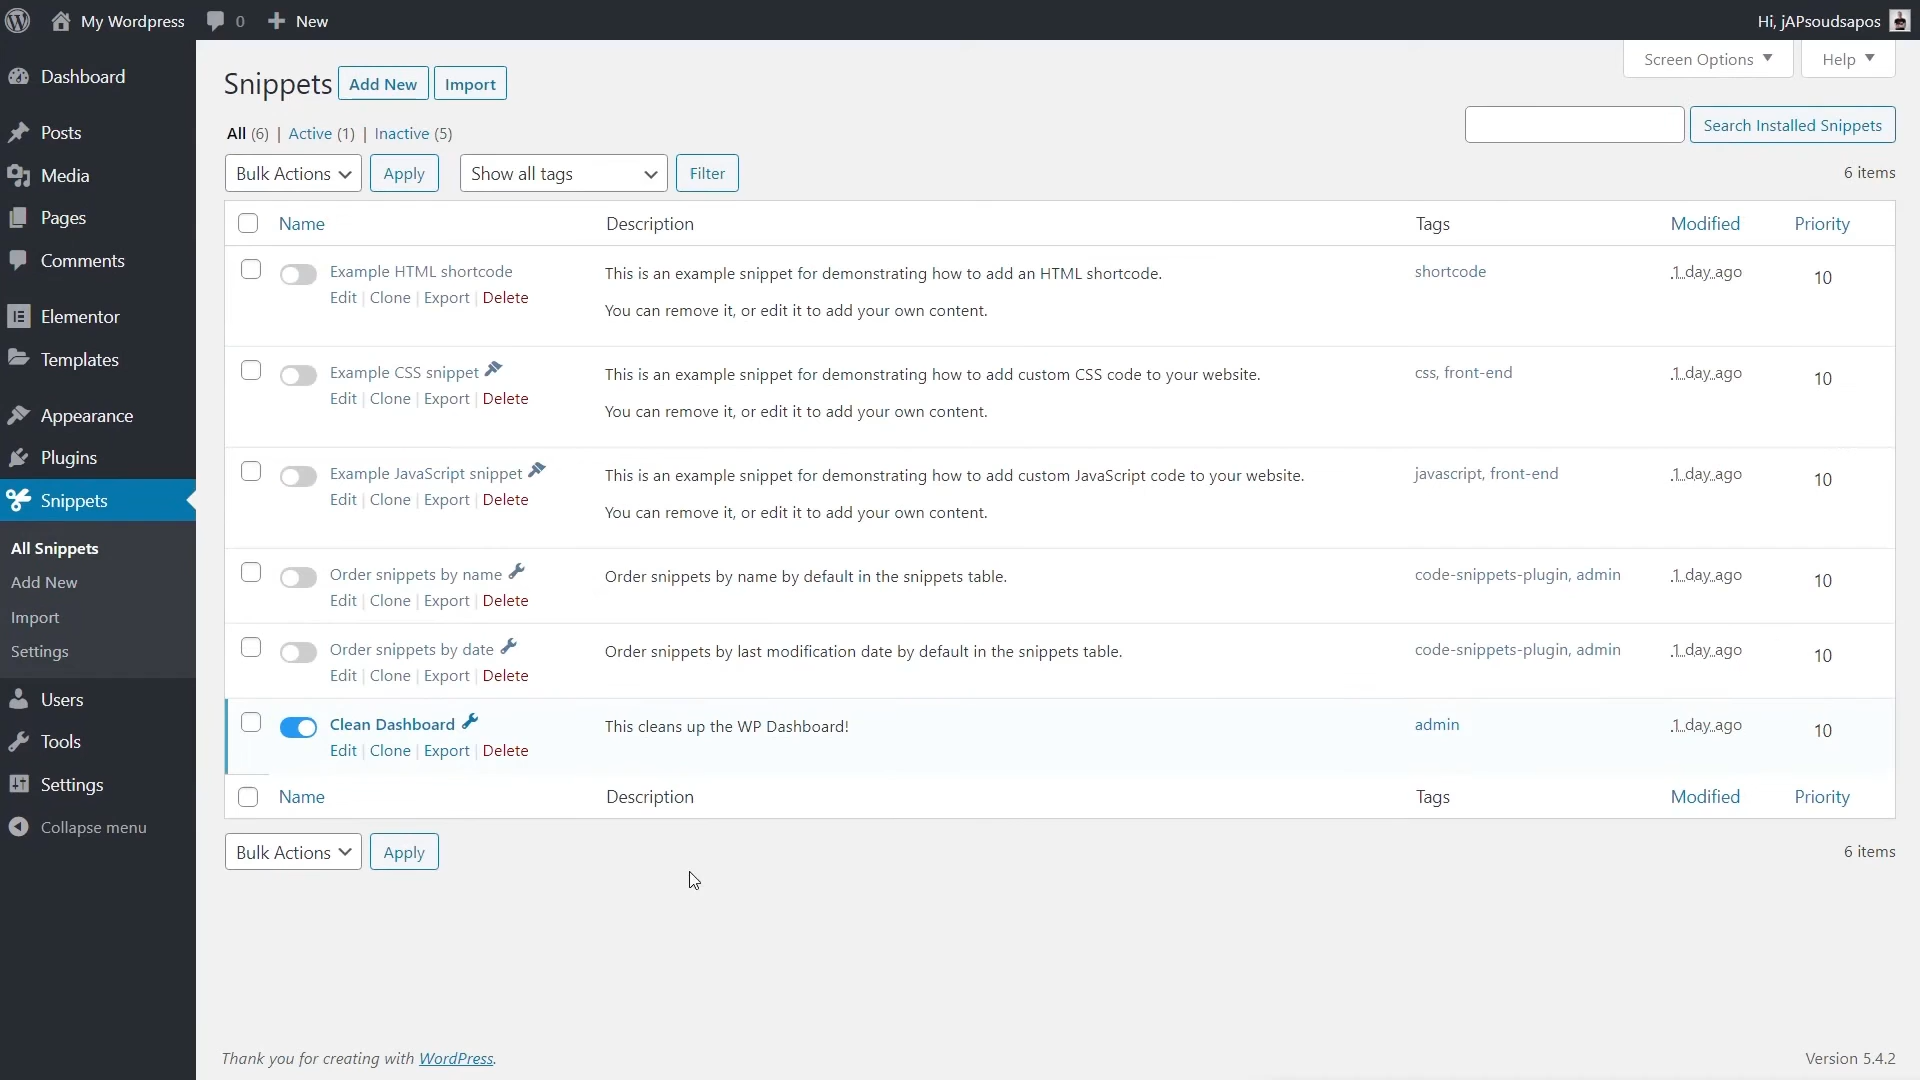 My Wordpress 0 New Hi, jAPsoudsapos
Dashboard
Posts
Media
Pages
Comments
Elementor
Templates
Appearance
Plugins
Snippets
All Snippets
Add New
Import
Settings
Users
Tools
Settings
Collapse menu
Screen Options Help
Snippets Add New Import
All (6) | Active (1) | Inactive (5)
Search Installed Snippets
Bulk Actions Apply Show all tags Filter 6 items
Name Description Tags Modified Priority
Example HTML shortcode This is an example snippet for demonstrating how to add an HTML shortcode. shortcode 1 day ago 10
Edit | Clone | Export | Delete
You can remove it, or edit it to add your own content.
Example CSS snippet This is an example snippet for demonstrating how to add custom CSS code to your website. css, front-end 1 day ago 10
Edit | Clone | Export | Delete
You can remove it, or edit it to add your own content.
Example JavaScript snippet This is an example snippet for demonstrating how to add custom JavaScript code to your website. javascript, front-end 1 day ago 10
Edit | Clone | Export | Delete
You can remove it, or edit it to add your own content.
Order snippets by name Order snippets by name by default in the snippets table. code-snippets-plugin, admin 1 day ago 10
Edit | Clone | Export | Delete
Order snippets by date Order snippets by last modification date by default in the snippets table. code-snippets-plugin, admin 1 day ago 10
Edit | Clone | Export | Delete
Clean Dashboard This cleans up the WP Dashboard! admin 1 day ago 10
Edit | Clone | Export | Delete
Name Description Tags Modified Priority
Bulk Actions Apply 6 items
Thank you for creating with WordPress. Version 5.4.2